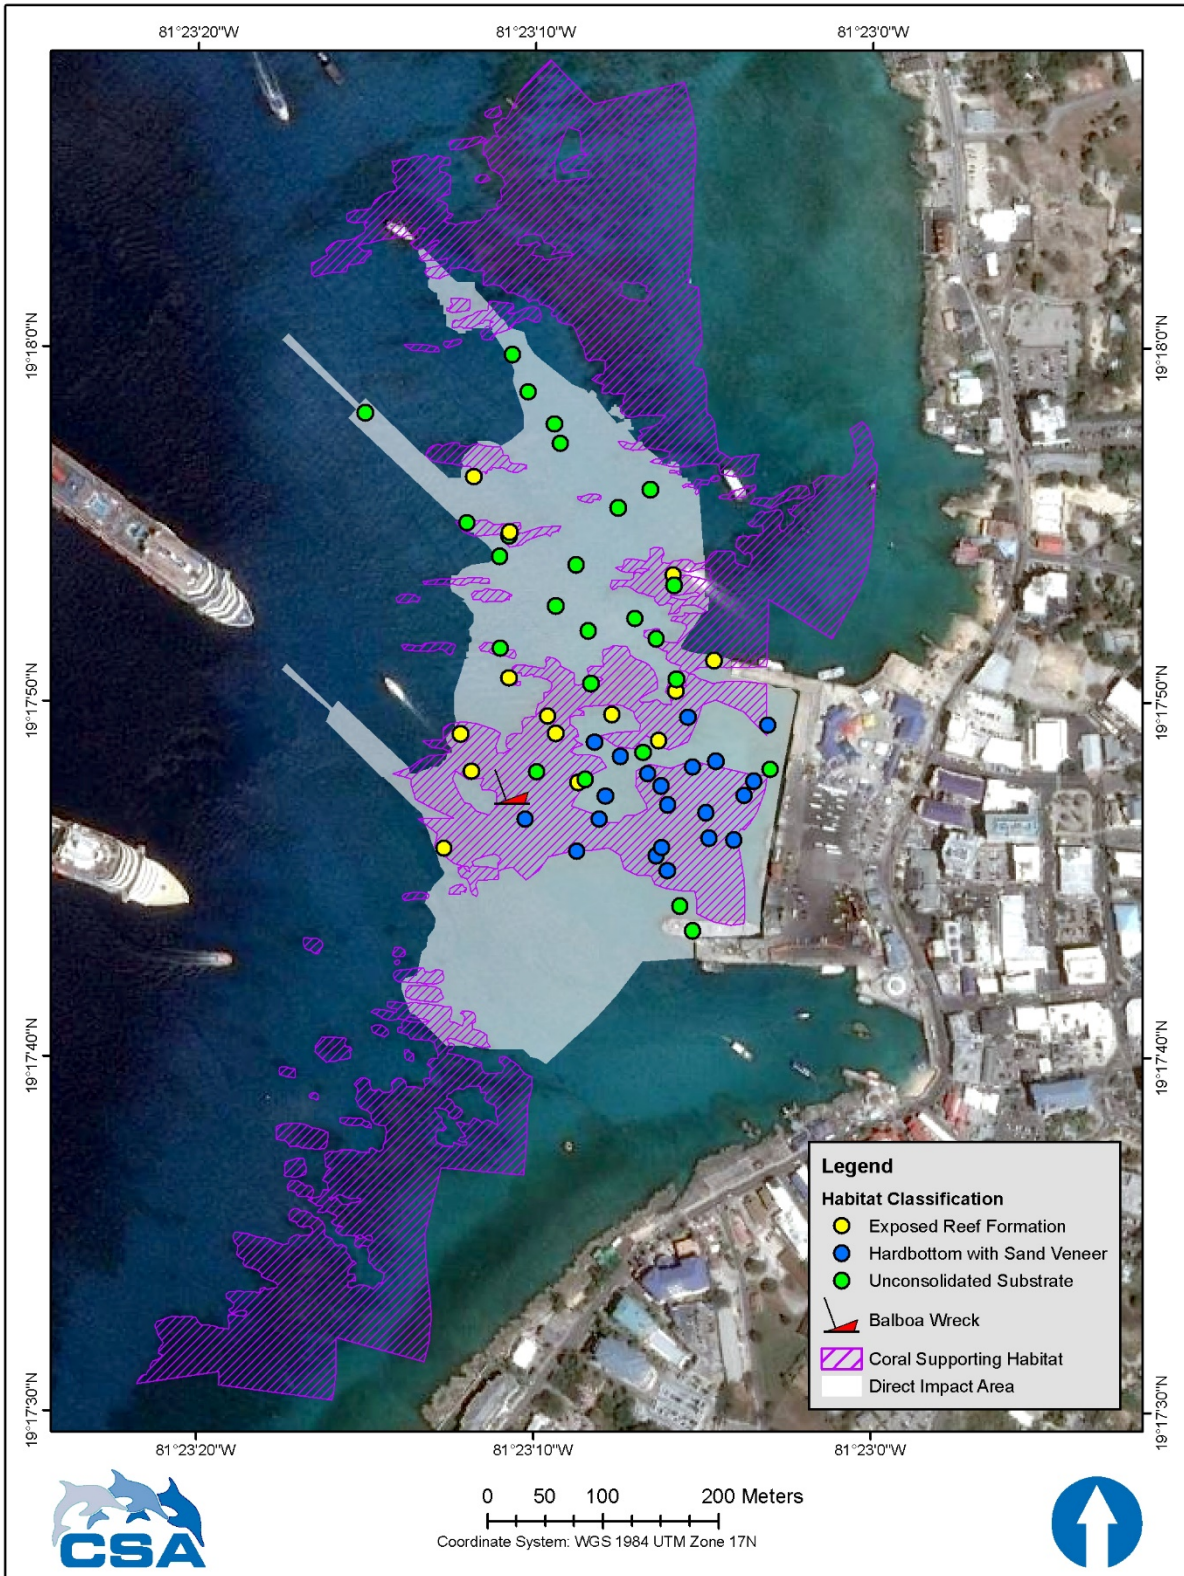 81°23'20"W
81°23'10"W
81°23'0"W
19°18'0"N
19°18'0"N
19°17'50"N
19°17'50"N
19°17'40"N
19°17'40"N
19°17'30"N
19°17'30"N
Legend
Habitat Classification
Exposed Reef Formation
Hardbottom with Sand Veneer
Unconsolidated Substrate
Balboa Wreck
Coral Supporting Habitat
Direct Impact Area
81°23'20"W
81°23'10"W
81°23'0"W
CSA
0 50 100 200 Meters
Coordinate System: WGS 1984 UTM Zone 17N